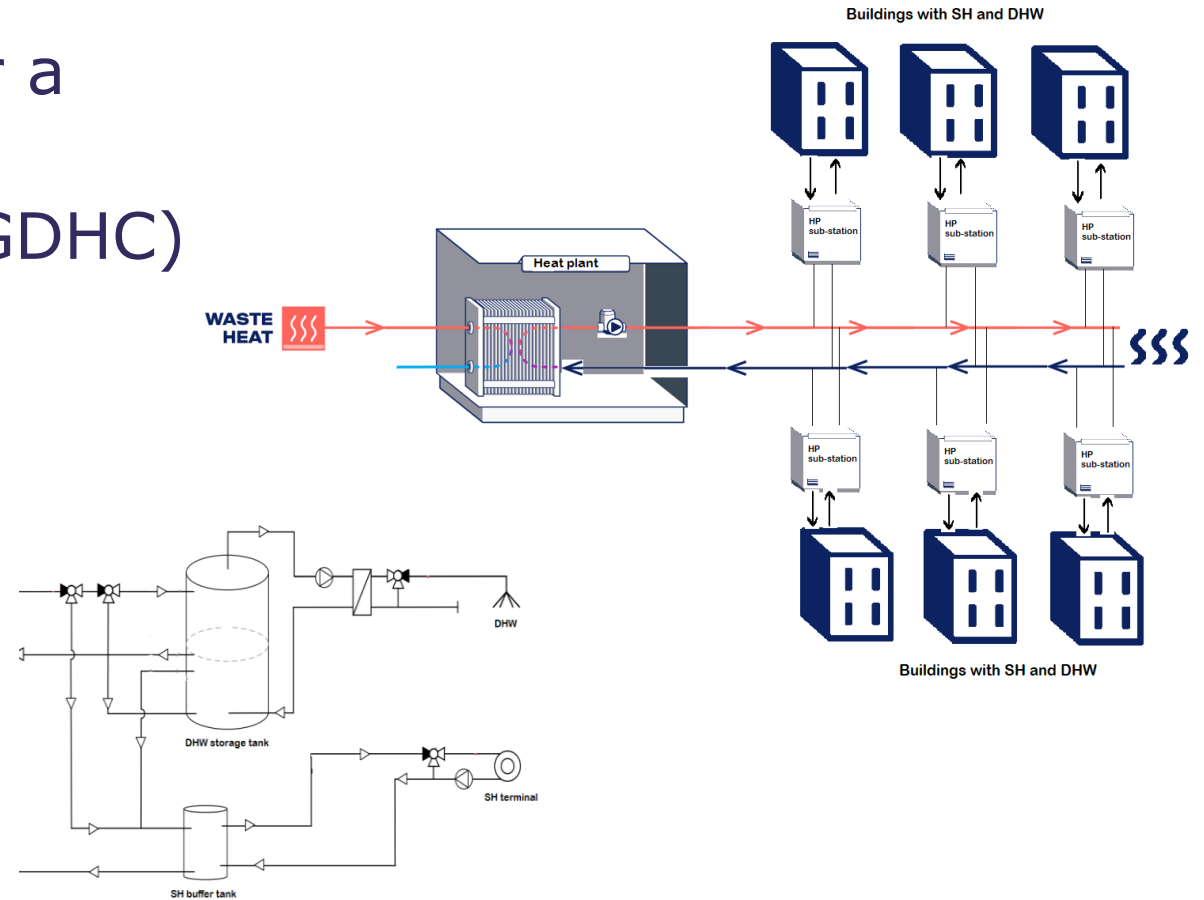 r a
GDHC)
Buildings with SH and DHW
HP
sub-station
HP
sub-station
HP
sub-station
Heat plant
WASTE
HEAT
HP
sub-station
HP
sub-station
HP
sub-station
Buildings with SH and DHW
DHW
DHW storage tank
SH terminal
SH buffer tank